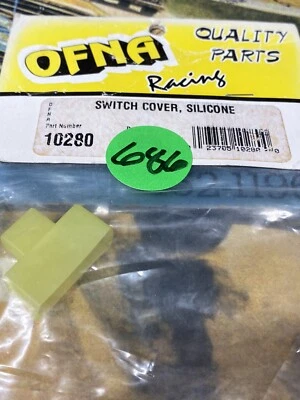 OFNA
QUALITY
PARTS
Racing
SWITCH COVER, SILICONE
OFNA
Part Number
10280
686